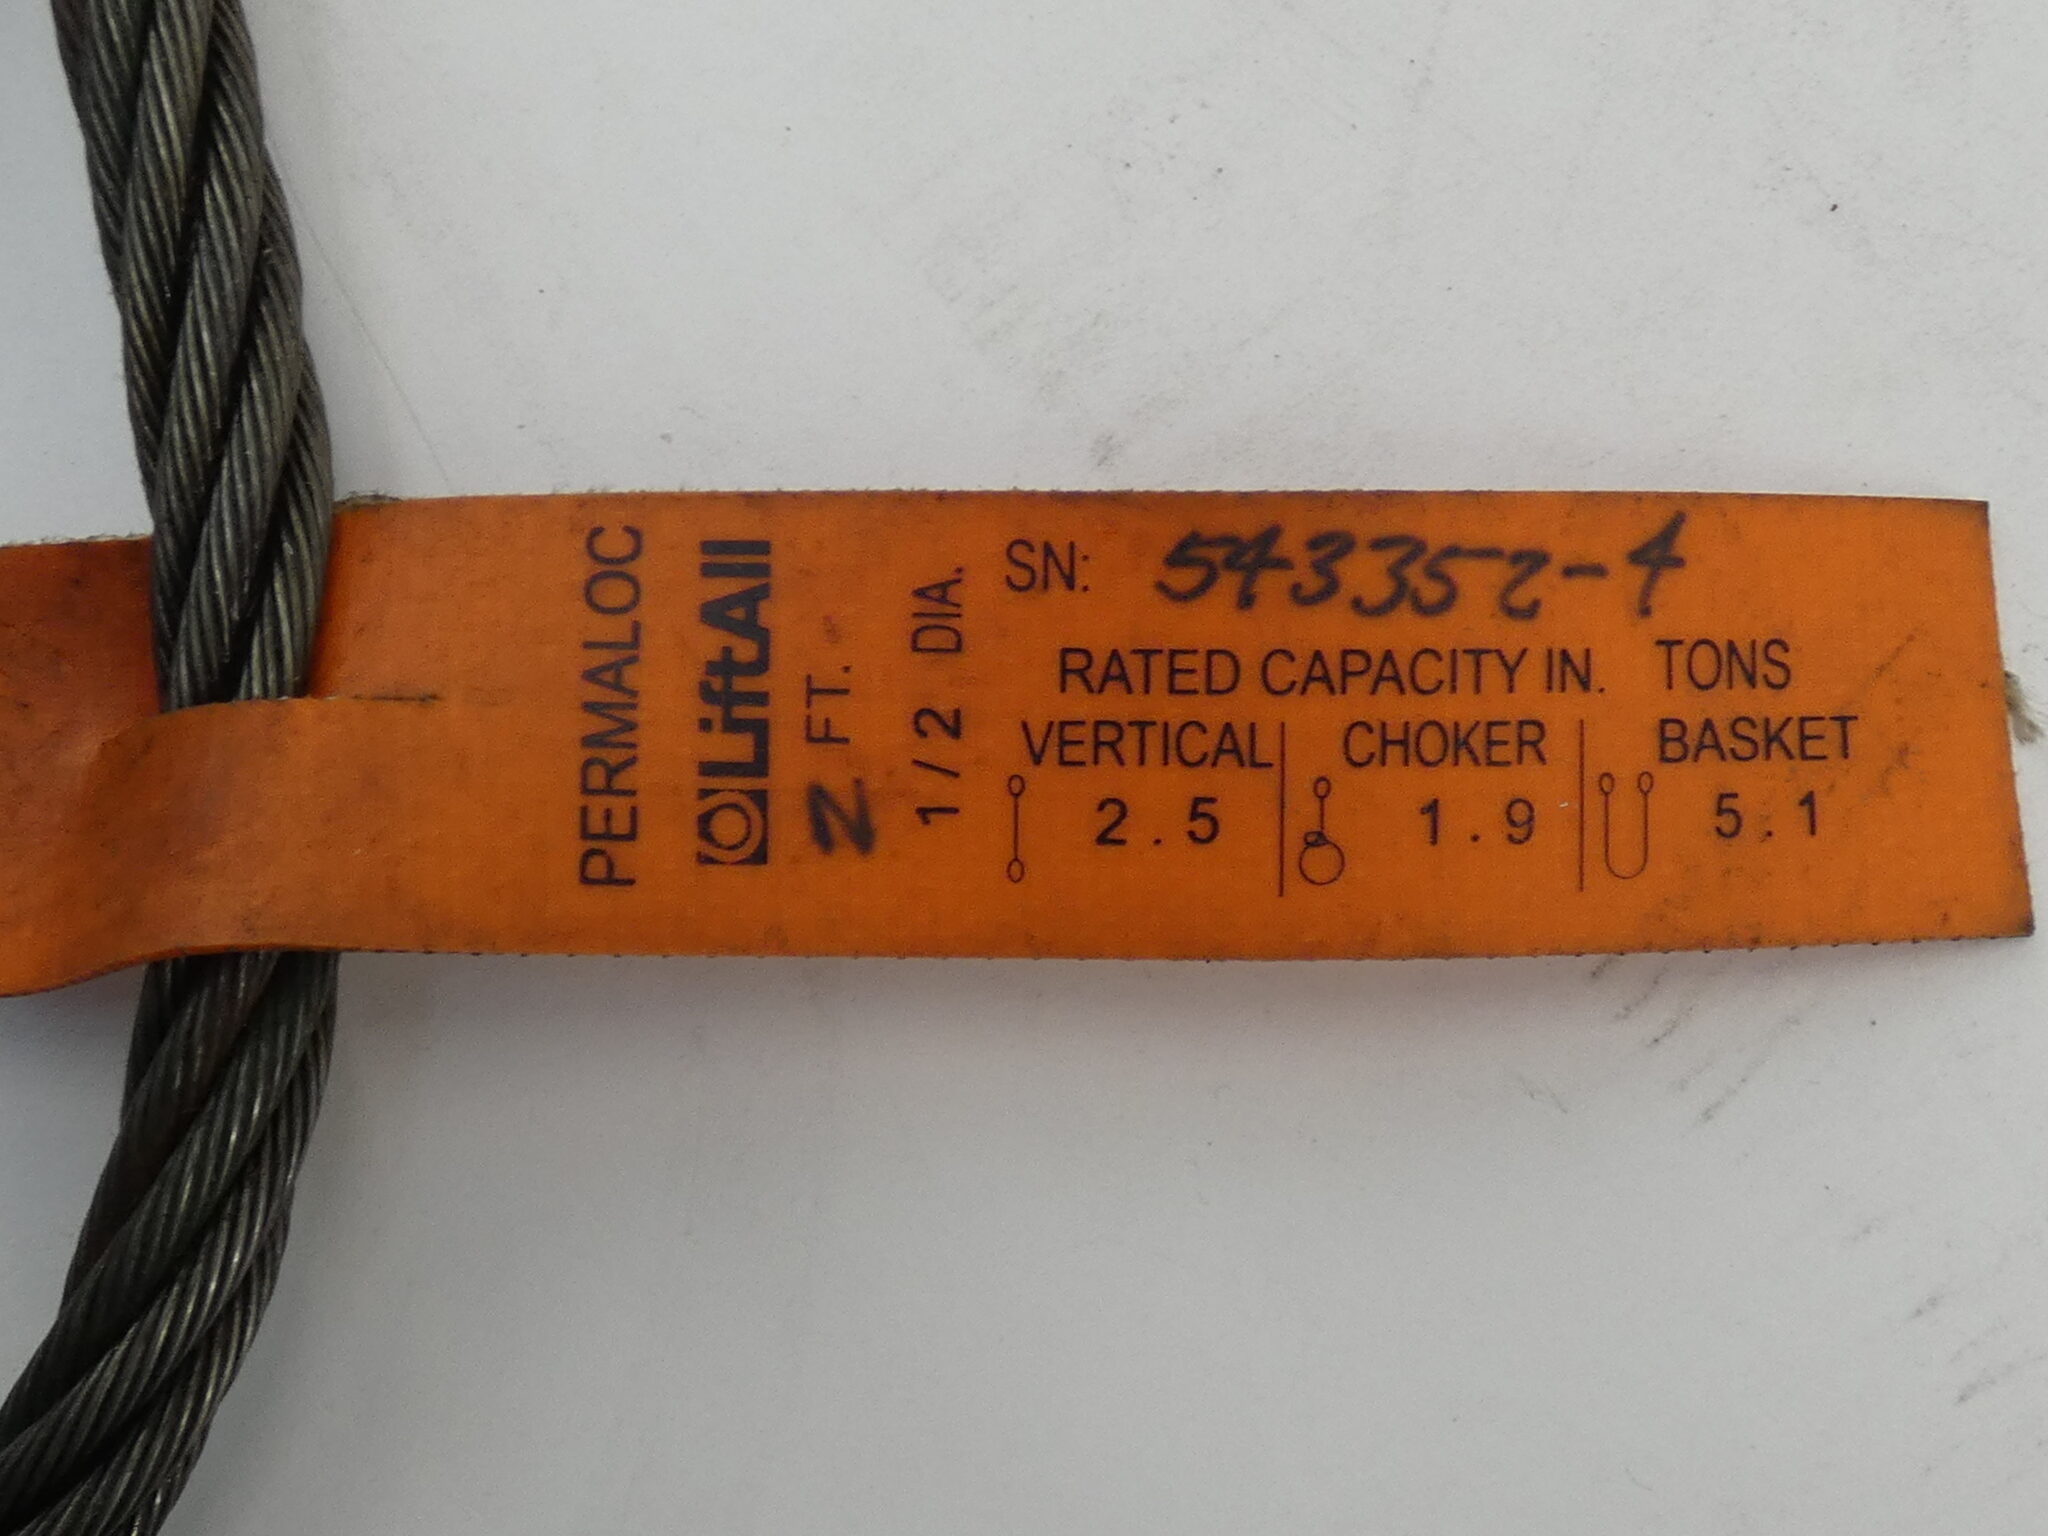 PERMALOC
LiftAll
2 FT.
1/2 DIA.
SN: 543352-4
RATED CAPACITY IN. TONS
VERTICAL CHOKER BASKET
2.5 1.9 5.1